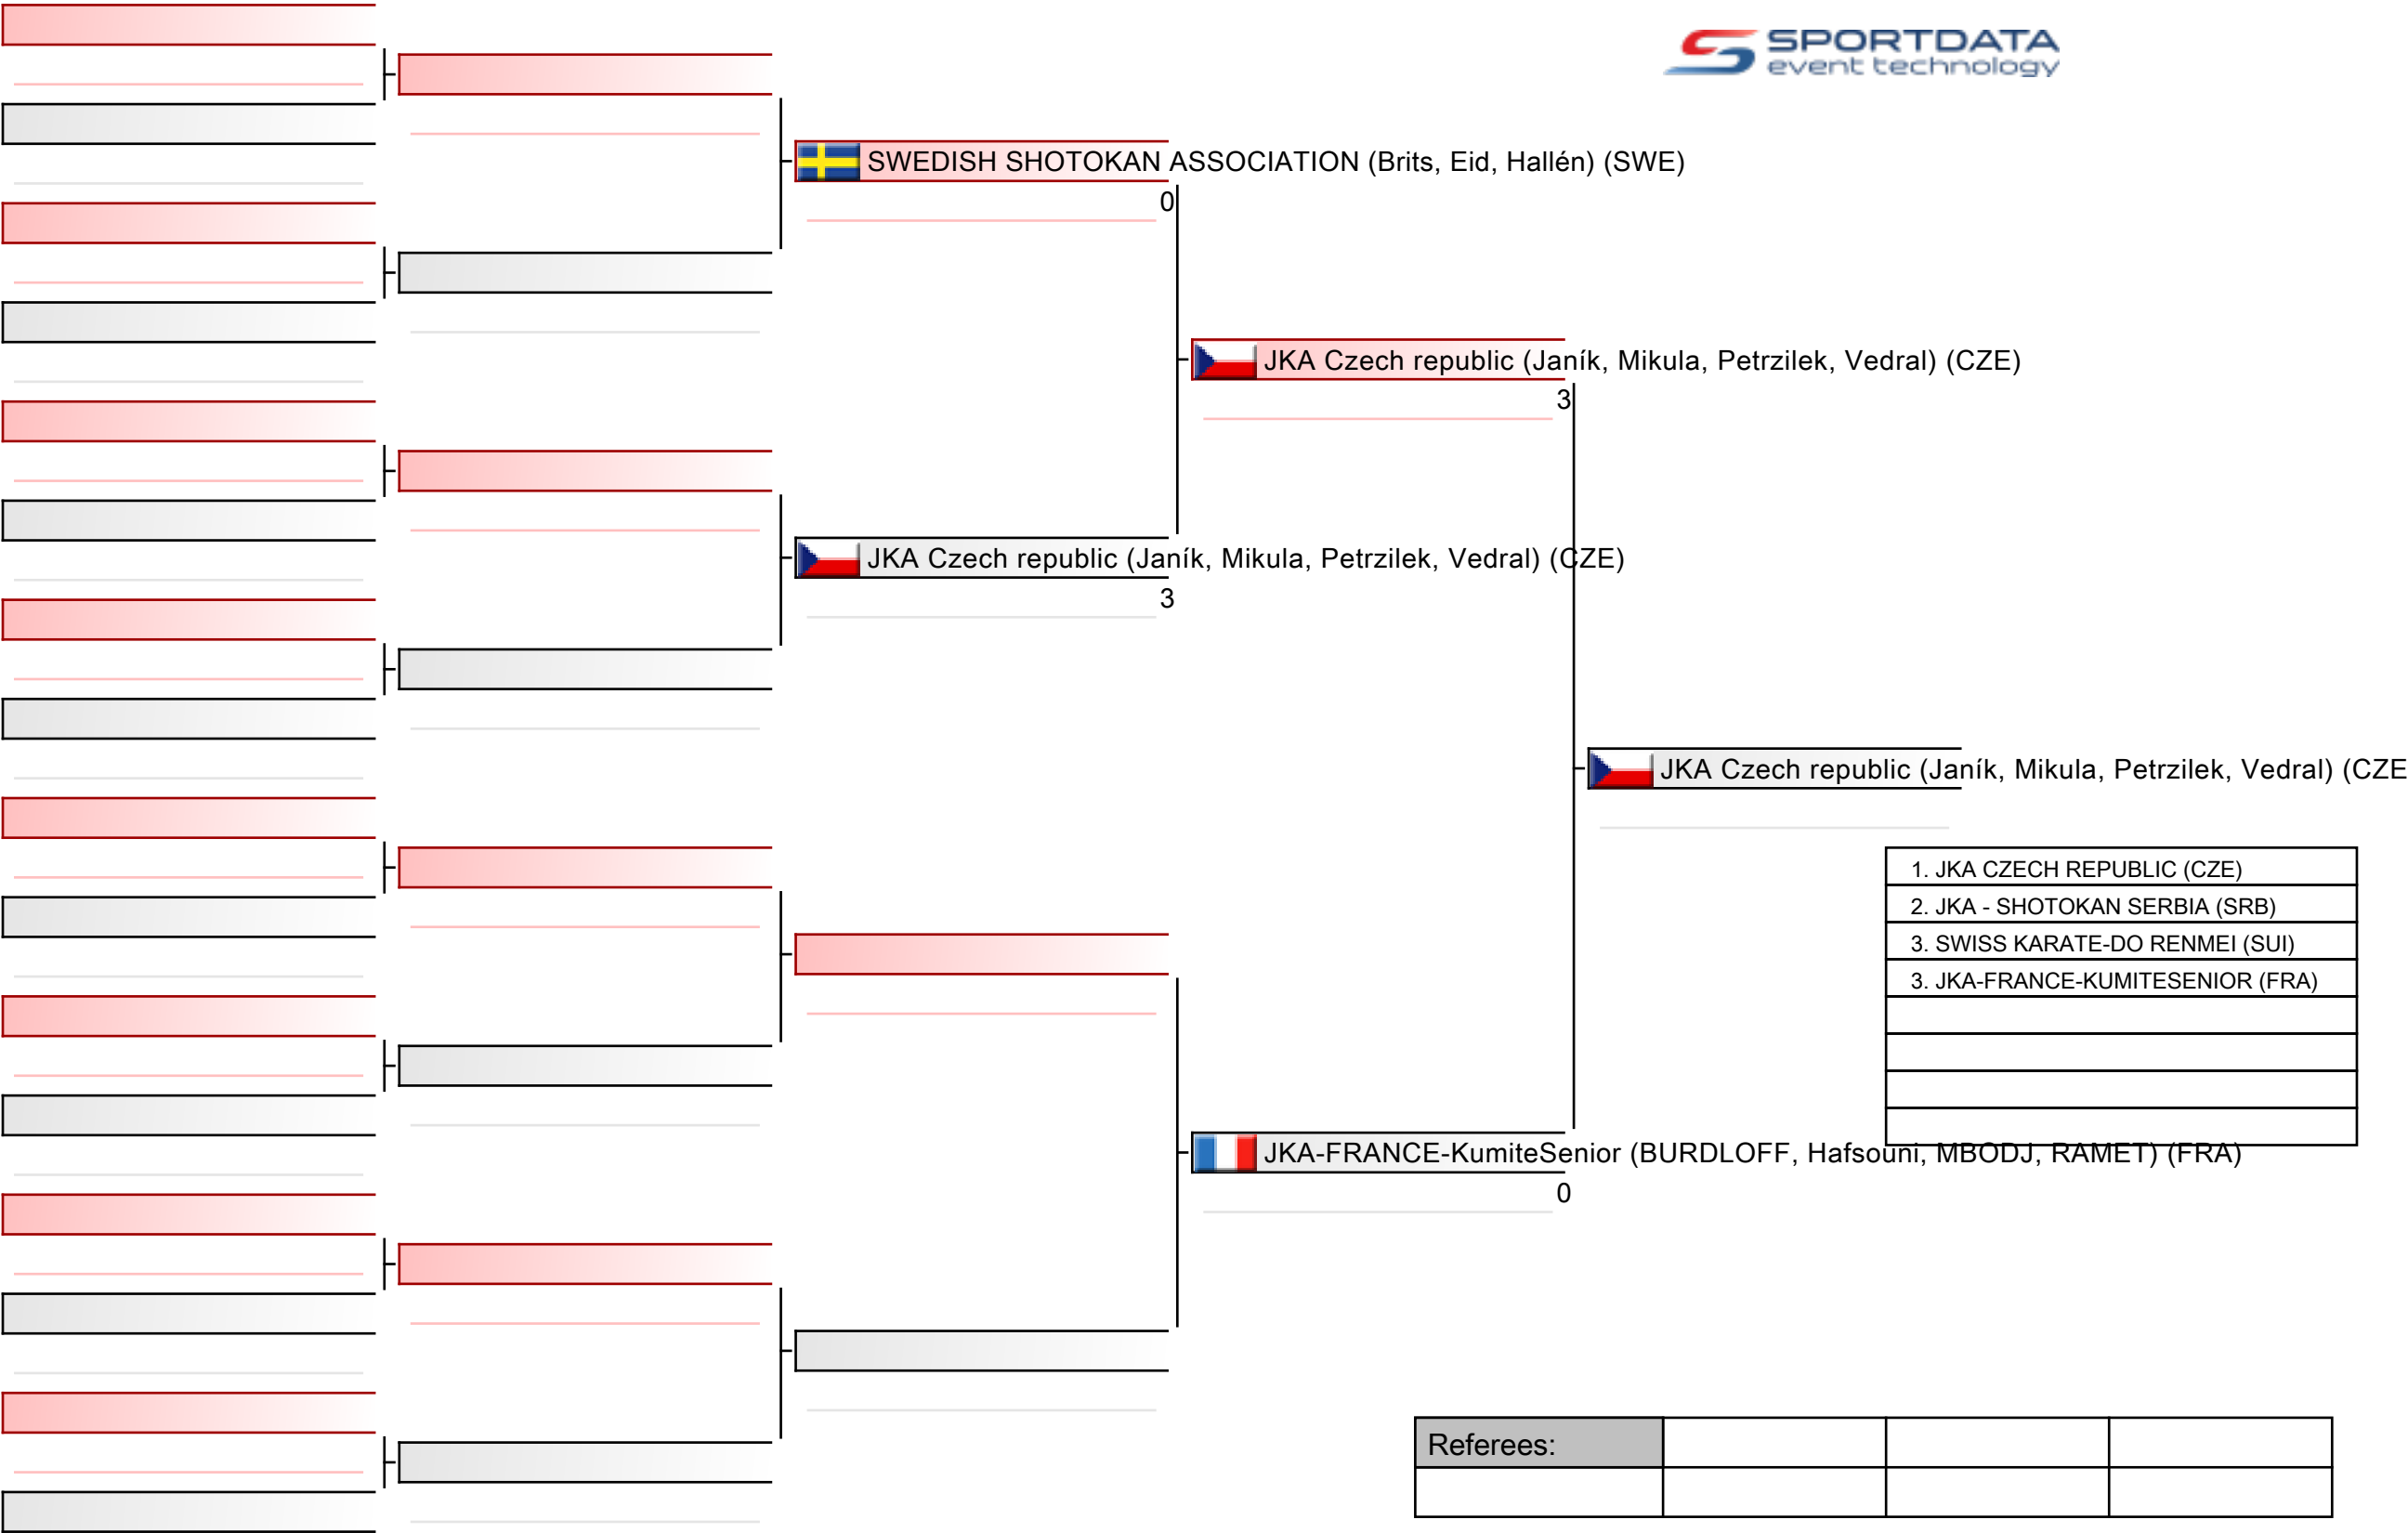 SPORTDATA
event technology
SWEDISH SHOTOKAN ASSOCIATION (Brits, Eid, Hallén) (SWE)
0
JKA Czech republic (Janík, Mikula, Petrzilek, Vedral) (CZE)
3
JKA Czech republic (Janík, Mikula, Petrzilek, Vedral) (CZE)
3
JKA Czech republic (Janík, Mikula, Petrzilek, Vedral) (CZE
1. JKA CZECH REPUBLIC (CZE)
2. JKA - SHOTOKAN SERBIA (SRB)
3. SWISS KARATE-DO RENMEI (SUI)
3. JKA-FRANCE-KUMITESENIOR (FRA)
JKA-FRANCE-KumiteSenior (BURDLOFF, Hafsouni, MBODJ, RAMET) (FRA)
0
Referees: